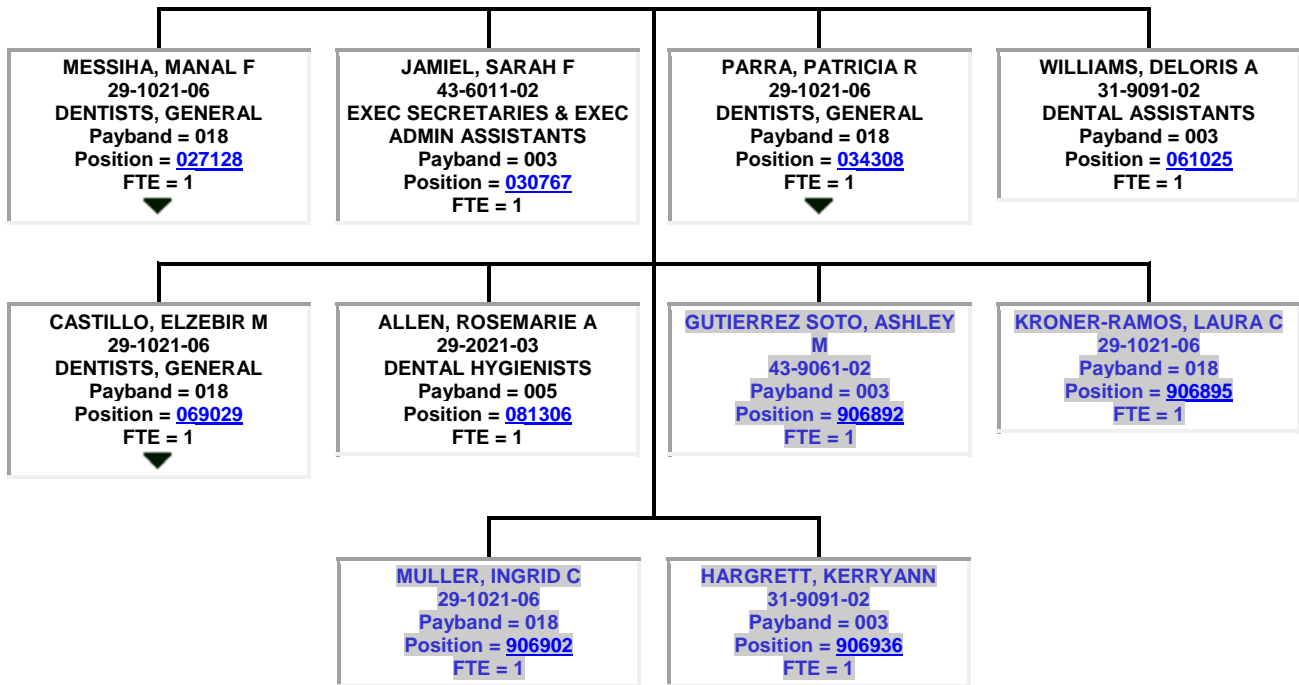 MESSIHA, MANAL F
29-1021-06
DENTISTS, GENERAL
Payband = 018
Position = 027128
FTE = 1
JAMIEL, SARAH F
43-6011-02
EXEC SECRETARIES & EXEC
ADMIN ASSISTANTS
Payband = 003
Position = 030767
FTE = 1
PARRA, PATRICIA R
29-1021-06
DENTISTS, GENERAL
Payband = 018
Position = 034308
FTE = 1
WILLIAMS, DELORIS A
31-9091-02
DENTAL ASSISTANTS
Payband = 003
Position = 061025
FTE = 1
CASTILLO, ELZEBIR M
29-1021-06
DENTISTS, GENERAL
Payband = 018
Position = 069029
FTE = 1
ALLEN, ROSEMARIE A
29-2021-03
DENTAL HYGIENISTS
Payband = 005
Position = 081306
FTE = 1
GUTIERREZ SOTO, ASHLEY
M
43-9061-02
Payband = 003
Position = 906892
FTE = 1
KRONER-RAMOS, LAURA C
29-1021-06
Payband = 018
Position = 906895
FTE = 1
MULLER, INGRID C
29-1021-06
Payband = 018
Position = 906902
FTE = 1
HARGRETT, KERRYANN
31-9091-02
Payband = 003
Position = 906936
FTE = 1